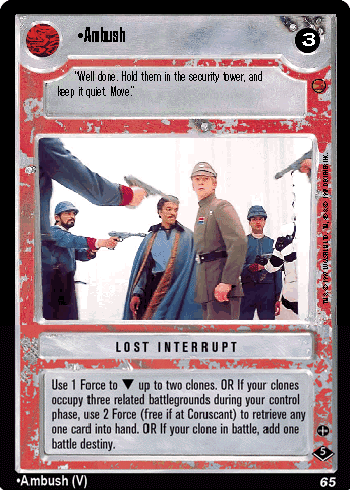 •Ambush
3
"Well done. Hold them in the security tower, and
keep it quiet. Move."
LOST INTERRUPT
Use 1 Force to ▼ up to two clones. OR If your clones
occupy three related battlegrounds during your control
phase, use 2 Force (free if at Coruscant) to retrieve
any one card into hand. OR If your clone in battle, add one
battle destiny.
5
•Ambush (V)
65